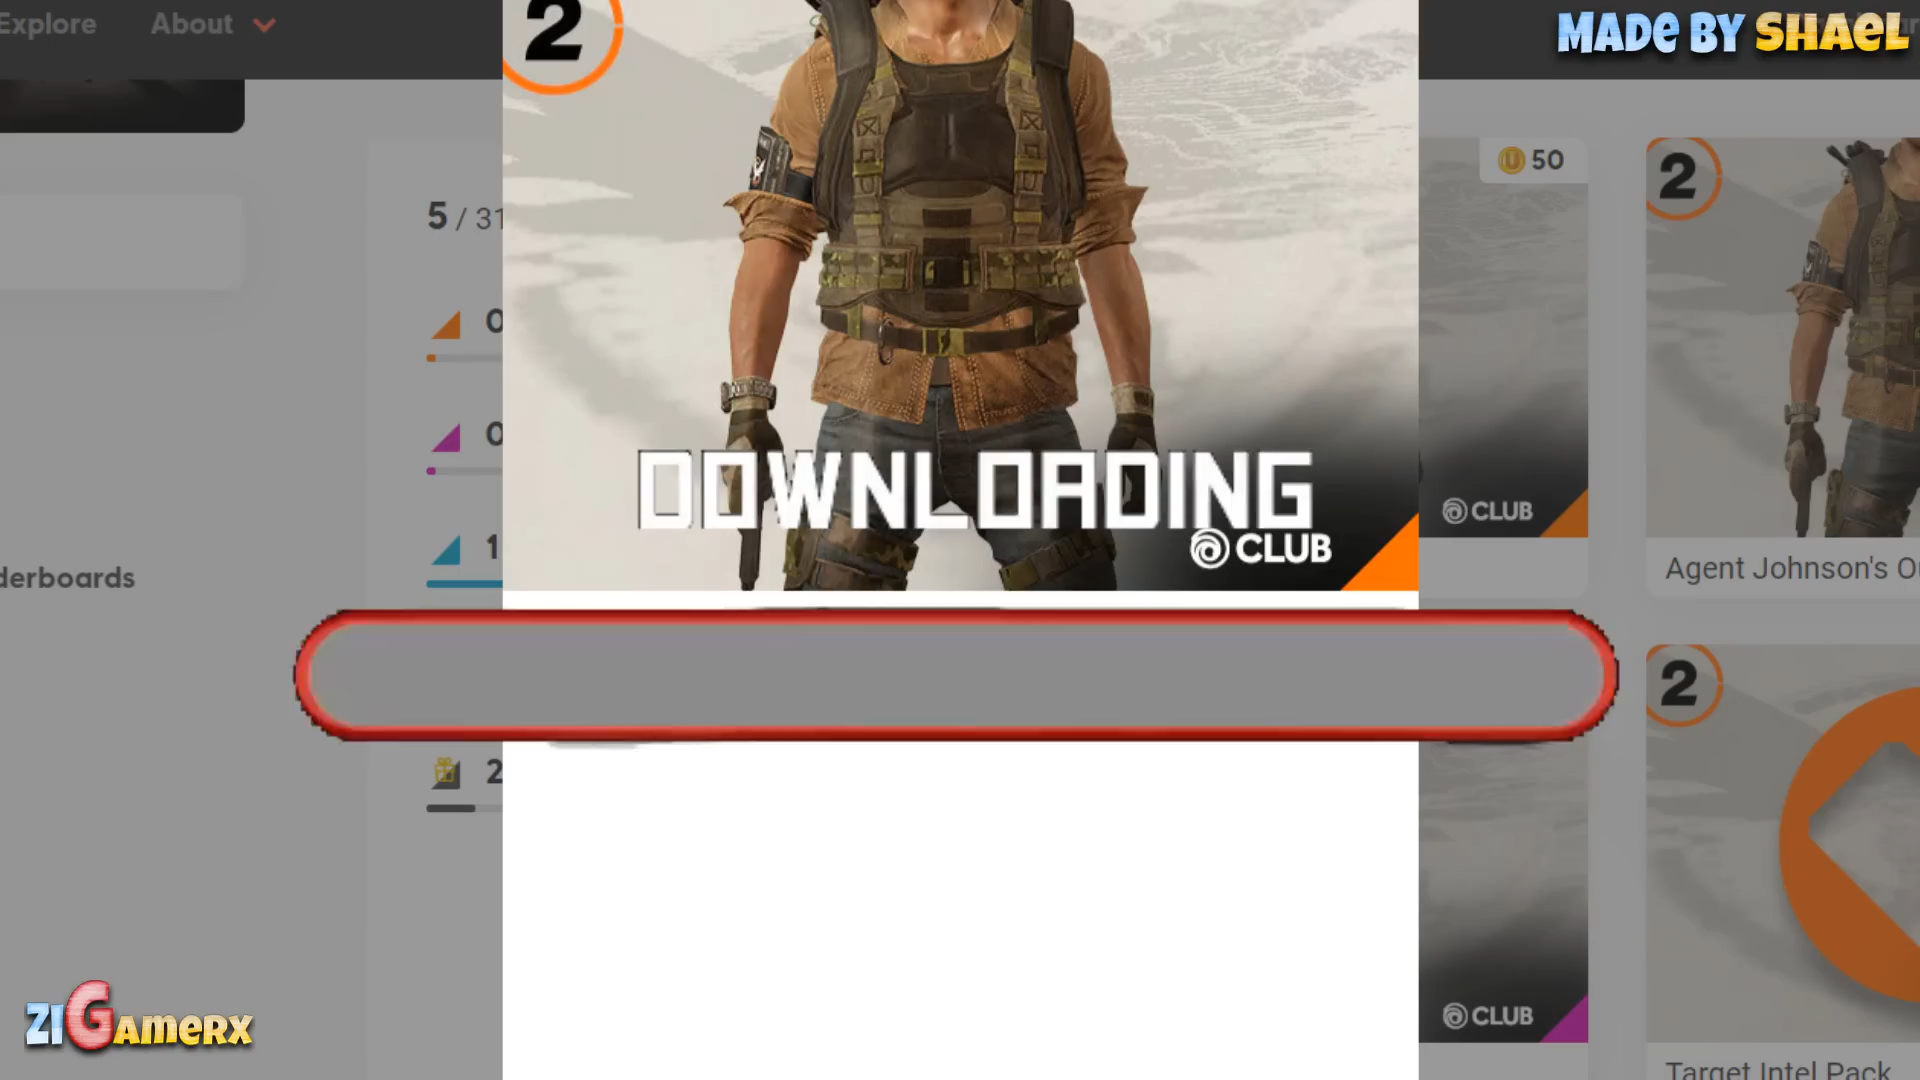 Explore
About
MADE BY SHAEL
2
50
2
5 / 31
0
0
DOWNLOADING
CLUB
CLUB
1
Agent Johnson's O
derboards
2
2
CLUB
ZIGAMERX
Target Intel Pack